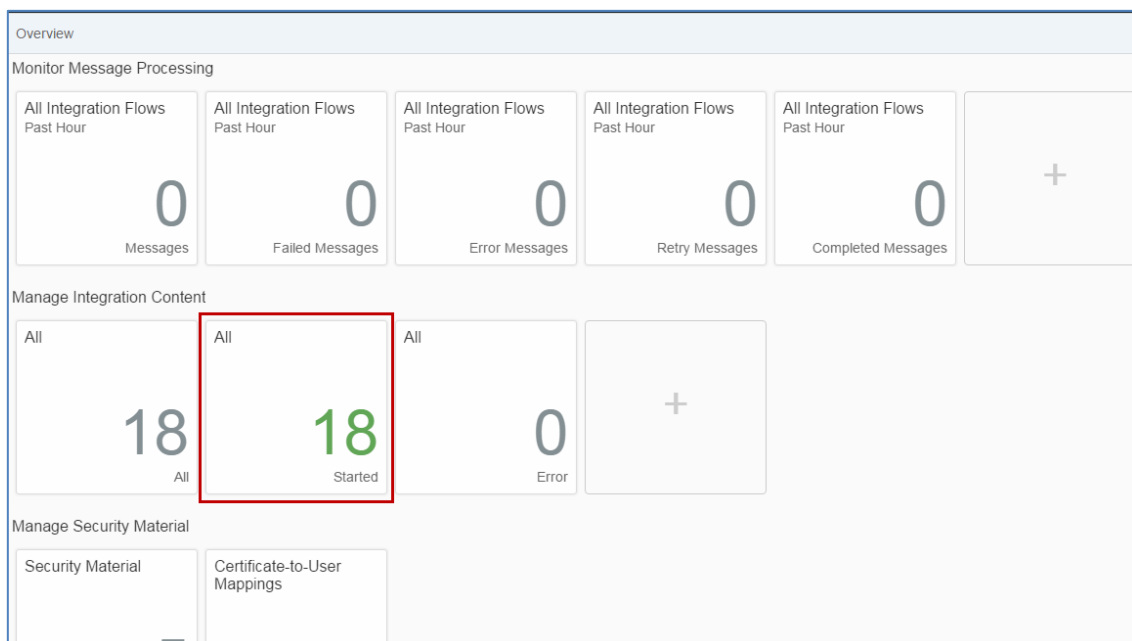 Overview
Monitor Message Processing
All Integration Flows
Past Hour
0
Messages
All Integration Flows
Past Hour
0
Failed Messages
All Integration Flows
Past Hour
0
Error Messages
All Integration Flows
Past Hour
0
Retry Messages
All Integration Flows
Past Hour
0
Completed Messages
+
Manage Integration Content
All
18
All
All
18
Started
All
0
Error
+
Manage Security Material
Security Material
Certificate-to-User
Mappings